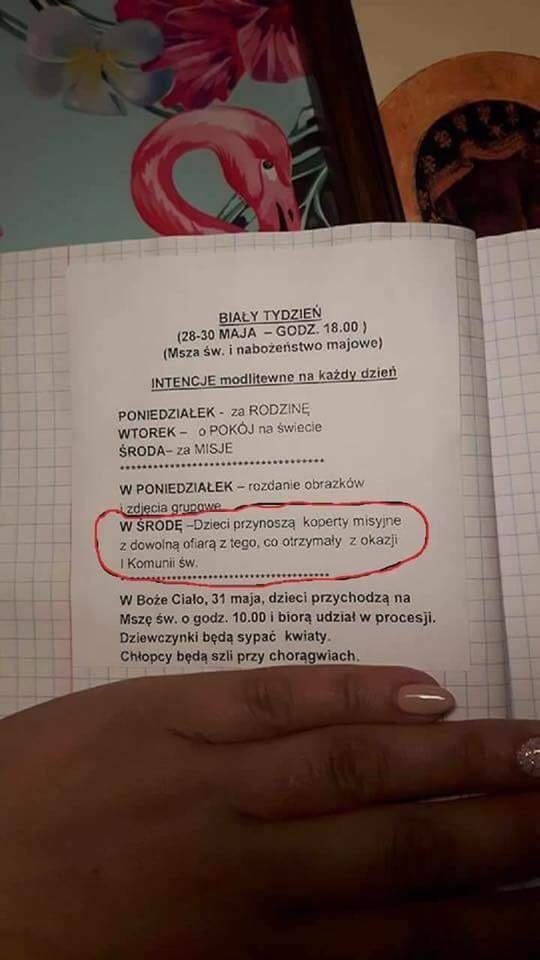 BIAŁY TYDZIEŃ
(28-30 MAJA – GODZ. 18.00 )
(Msza św. i nabożeństwo majowe)
INTENCJE modlitewne na każdy dzień
PONIEDZIAŁEK - za RODZINĘ
WTOREK – o POKÓJ na świecie
ŚRODA– za MISJE
***********************************
W PONIEDZIAŁEK – rozdanie obrazków
i zdjęcia grupowe
W ŚRODĘ –Dzieci przynoszą koperty misyjne
z dowolną ofiarą z tego, co otrzymały z okazji
I Komunii św.
***********************************
W Boże Ciało, 31 maja, dzieci przychodzą na
Mszę św. o godz. 10.00 i biorą udział w procesji.
Dziewczynki będą sypać kwiaty.
Chłopcy będą szli przy chorągwiach.